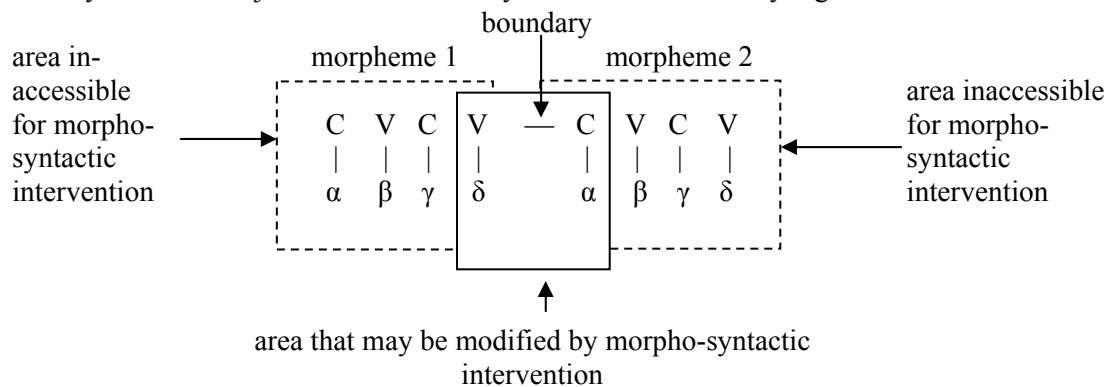 boundary
area in-
accessible
for morpho-
syntactic
intervention
morpheme 1
morpheme 2
C V C V — C V C V
α β γ δ α β γ δ
area inaccessible
for morpho-
syntactic
intervention
area that may be modified by morpho-syntactic
intervention